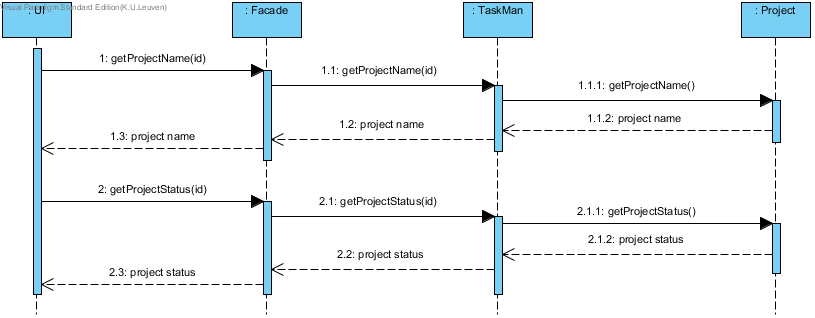 Visual Paradigm Standard Edition(K.U.Leuven)
: UI
: Facade
: TaskMan
: Project
1: getProjectName(id)
1.1: getProjectName(id)
1.1.1: getProjectName()
1.1.2: project name
1.2: project name
1.3: project name
2: getProjectStatus(id)
2.1: getProjectStatus(id)
2.1.1: getProjectStatus()
2.1.2: project status
2.2: project status
2.3: project status